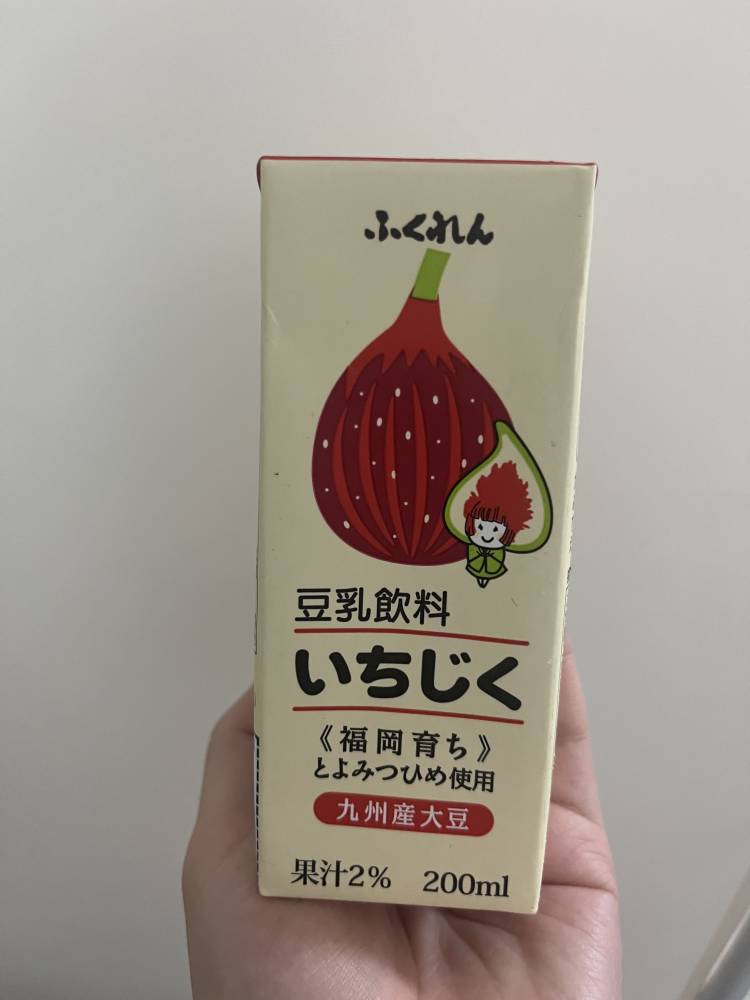 ふくれん
豆乳飲料
いちじく
《福岡育ち》
とよみつひめ使用
九州産大豆
果汁2% 200ml